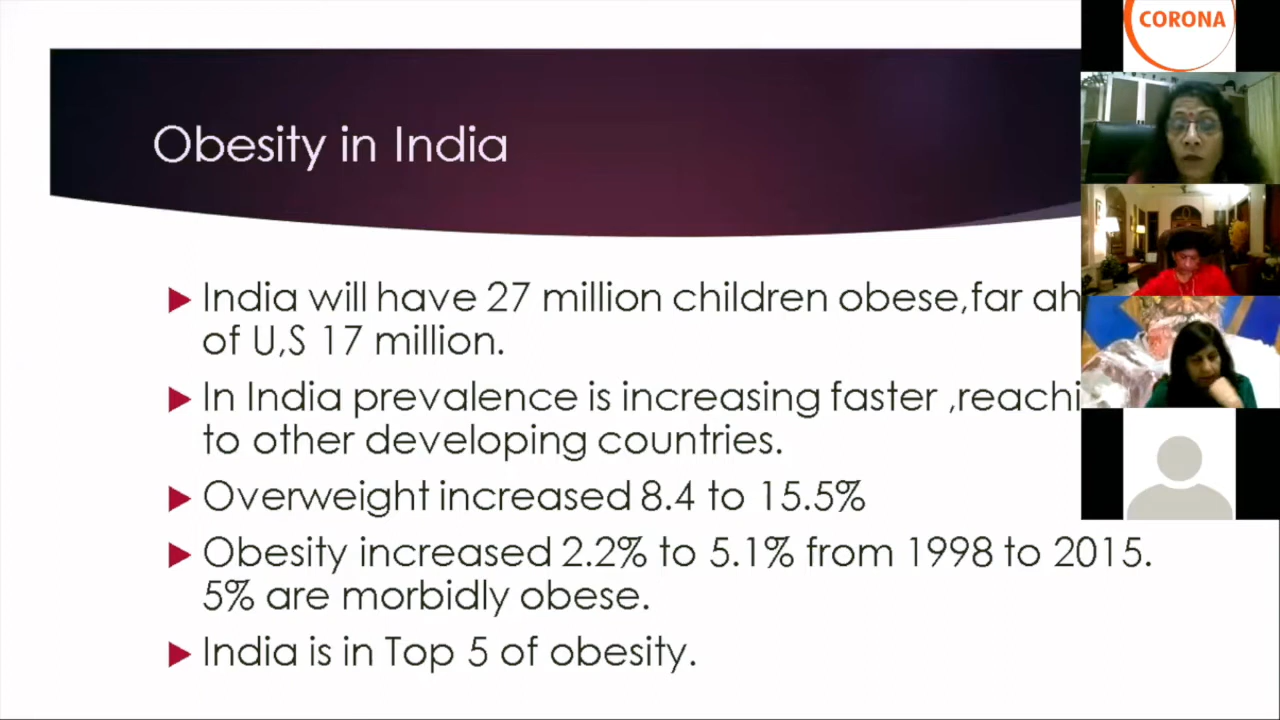 CORONA
Obesity in India
India will have 27 million children obese,far
of U,S 17 million.
In India prevalence is increasing faster ,
to other developing countries.
Overweight increased 8.4 to 15.5%
Obesity increased 2.2% to 5.1% from 1998 to 2015.
5% are morbidly obese.
India is in Top 5 of obesity.